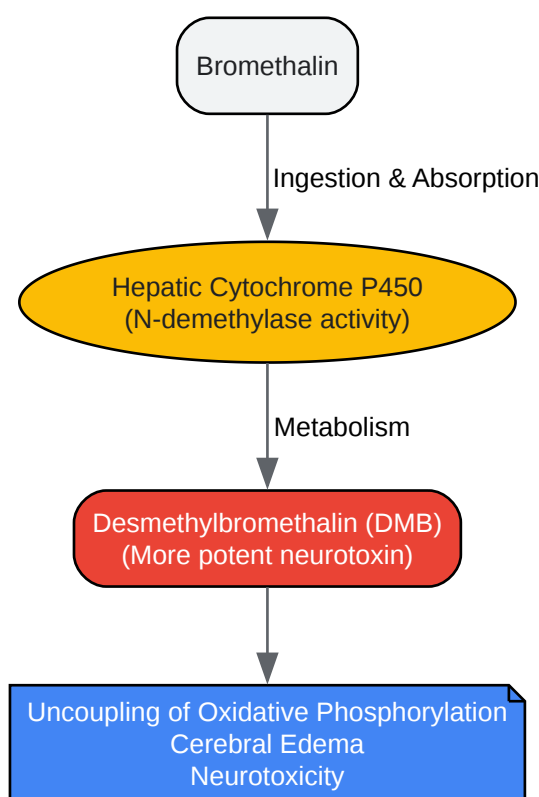 Bromethalin
Ingestion & Absorption
Hepatic Cytochrome P450
(N-demethylase activity)
Metabolism
Desmethylbromethalin (DMB)
(More potent neurotoxin)
Uncoupling of Oxidative Phosphorylation
Cerebral Edema
Neurotoxicity